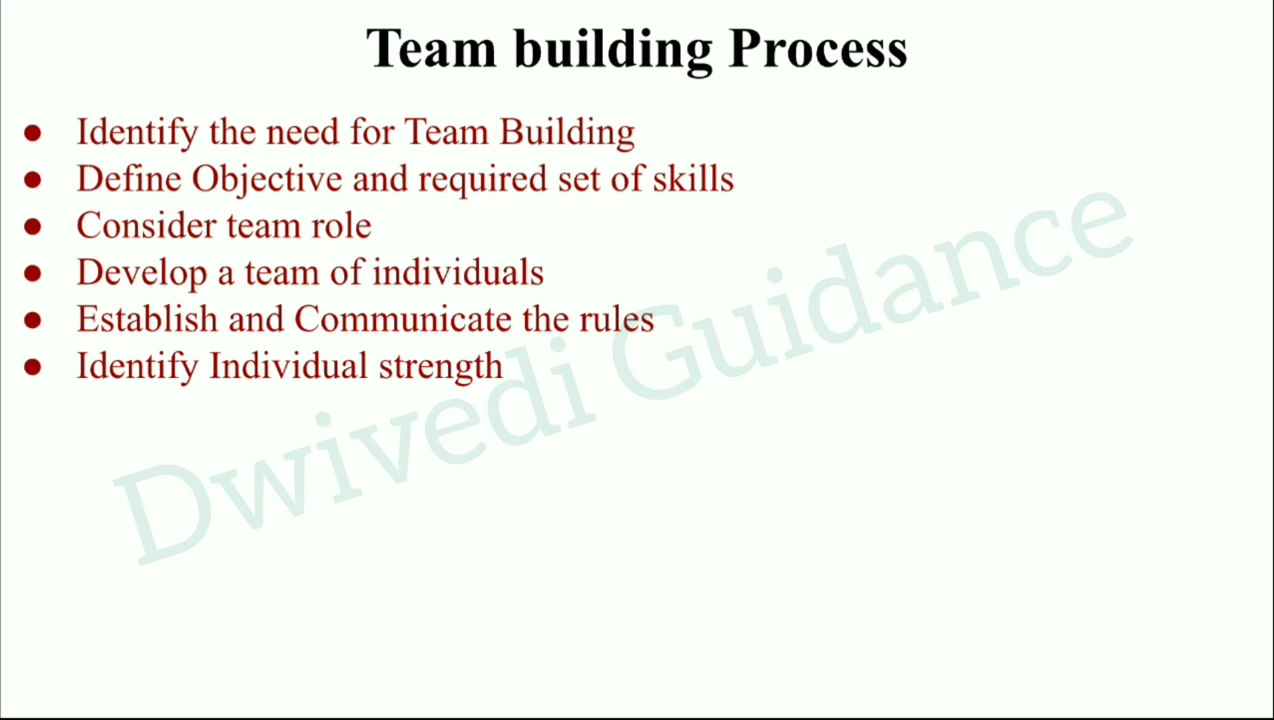 Team building Process
● Identify the need for Team Building
● Define Objective and required set of skills
● Consider team role
● Develop a team of individuals
● Establish and Communicate the rules
● Identify Individual strength
Dwivedi Guidance